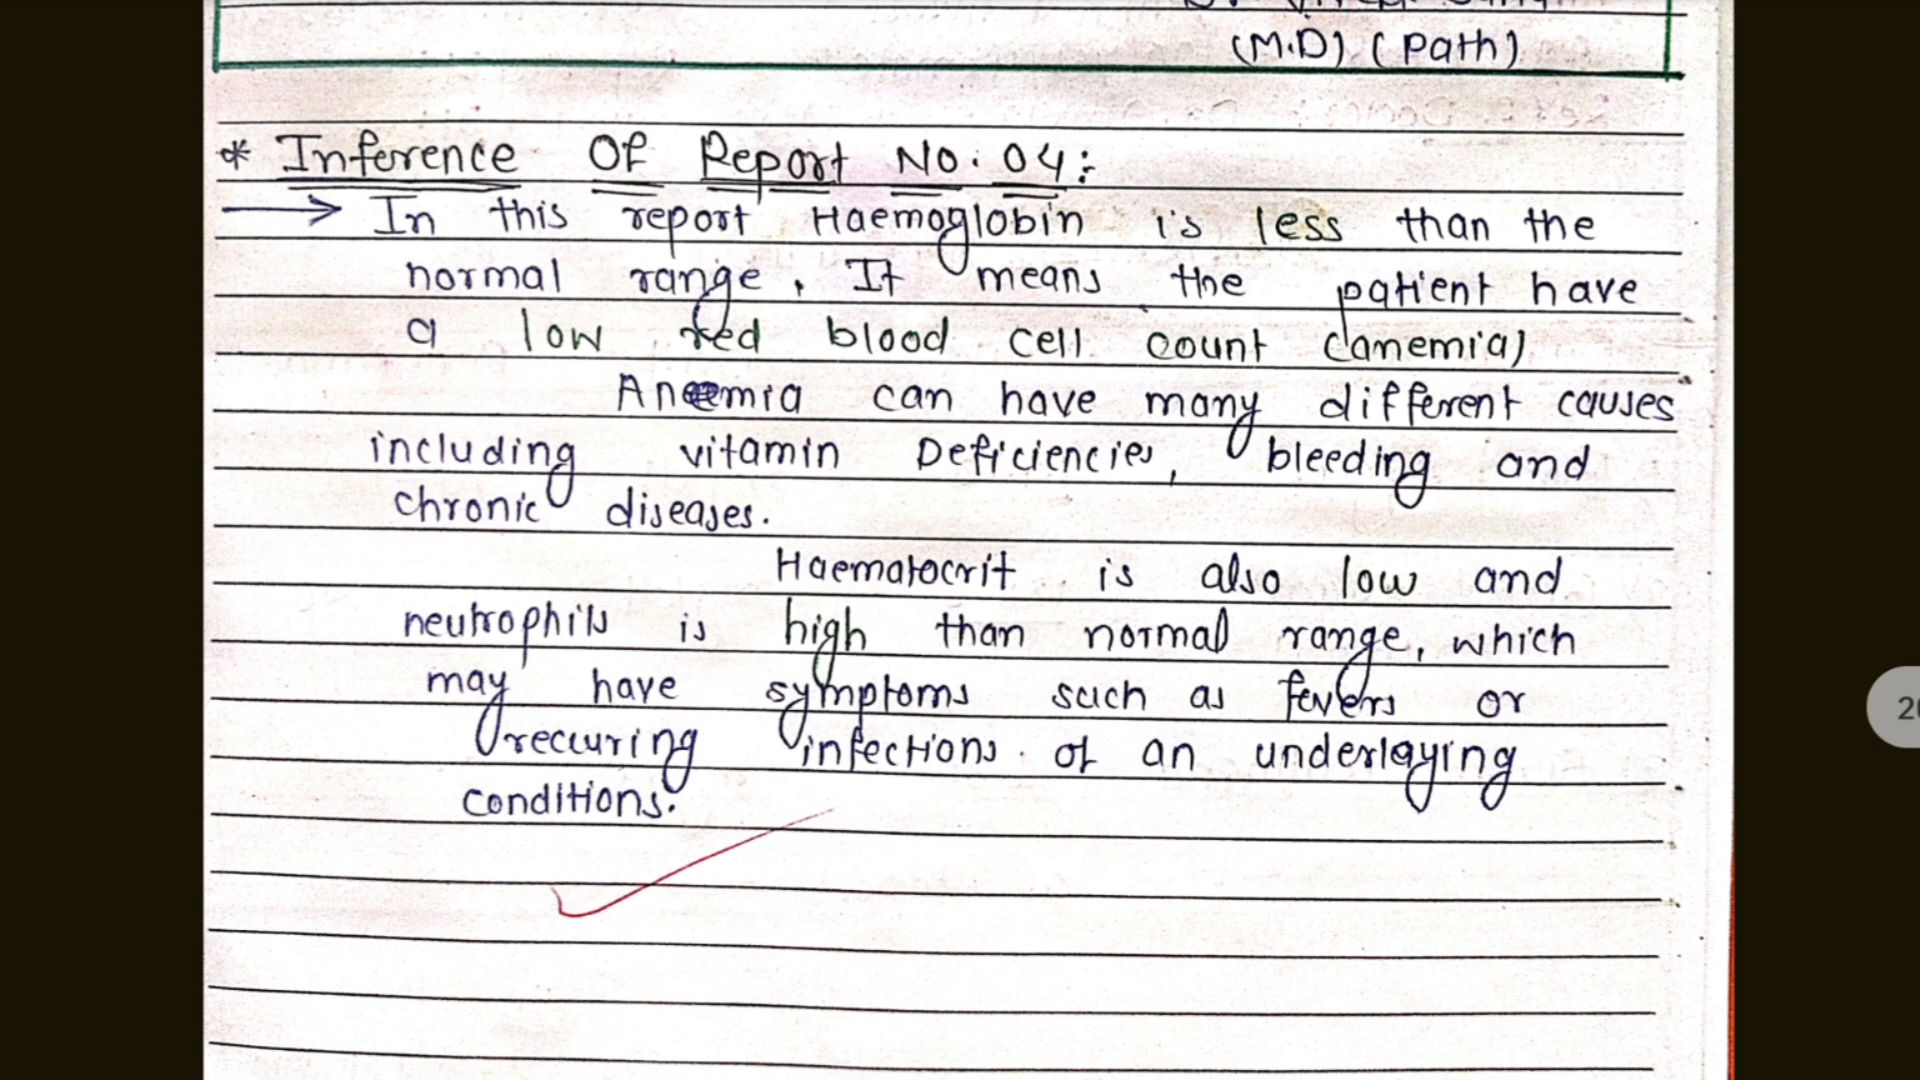 (M.D) (Path)
* Inference Of Report No. 04:
→ In this report Haemoglobin is less than the
normal range. It means the patient have
a low red blood cell count (anemia)
Anemia can have many different causes
including vitamin Deficiencies, bleeding and
chronic diseases.
Haematocrit is also low and
neutrophils is high than normal range, which
may have symptoms such as fevers or
reccuring infections of an underlaying
conditions.